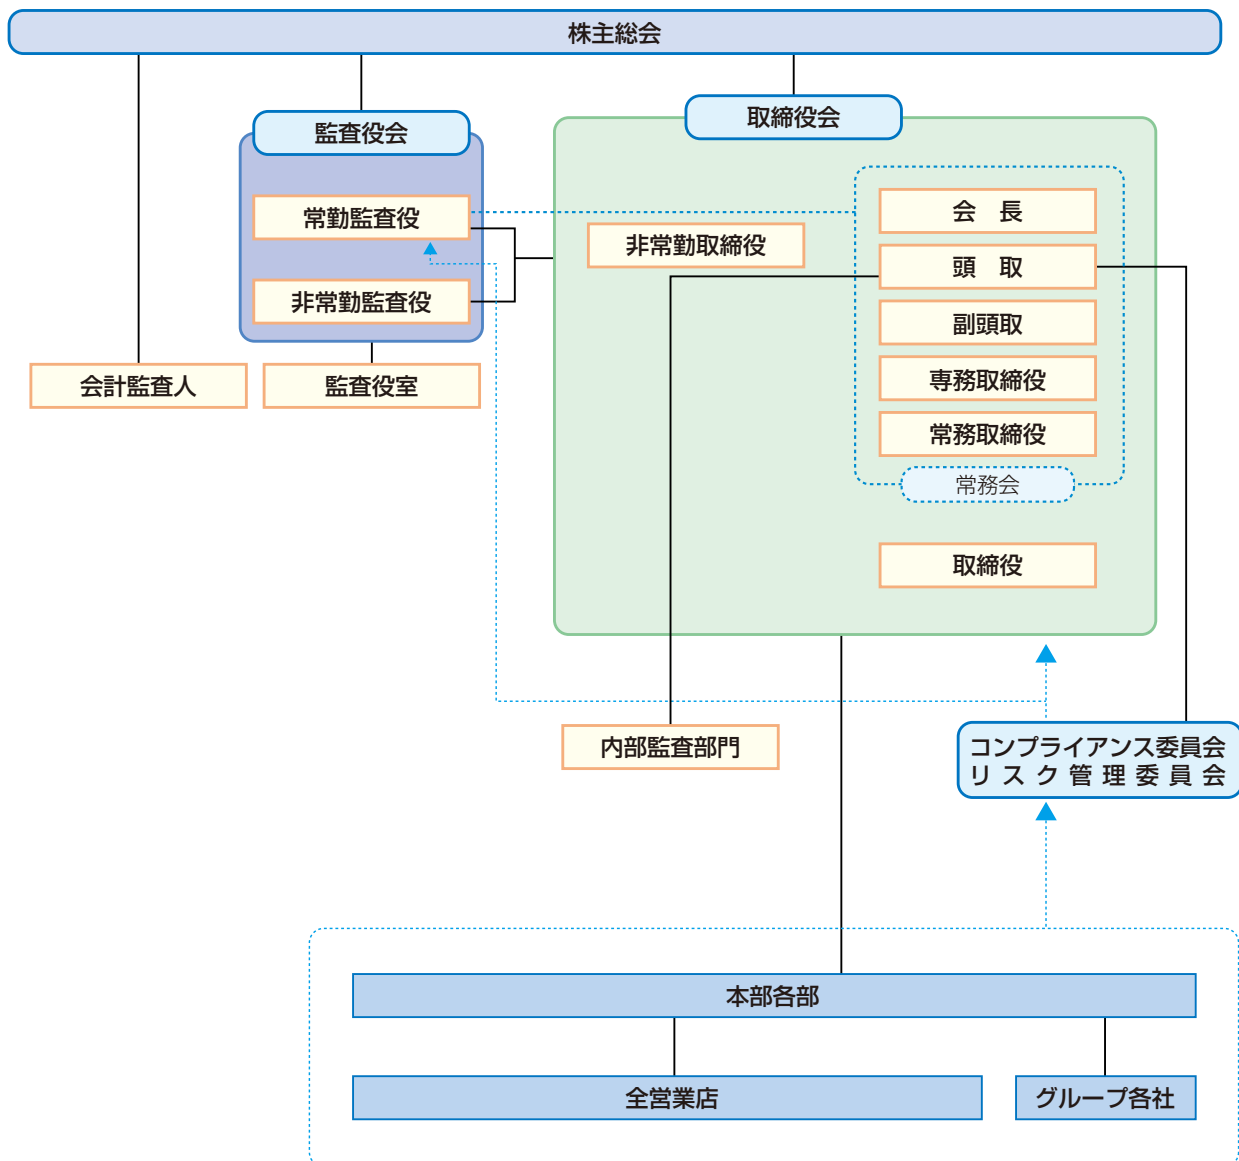 株主総会
監査役会
取締役会
常勤監査役
非常勤監査役
会計監査人
監査役室
非常勤取締役
会　長
頭　取
副頭取
専務取締役
常務取締役
常務会
取締役
内部監査部門
コンプライアンス委員会
リスク管理委員会
本部各部
全営業店
グループ各社